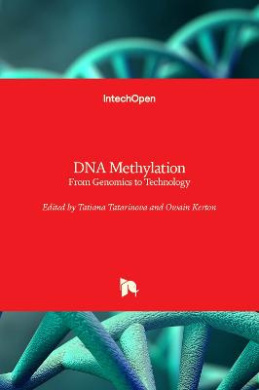 IntechOpen
DNA Methylation
From Genomics to Technology
Edited by Tatiana Tatarinova and Owain Kerton